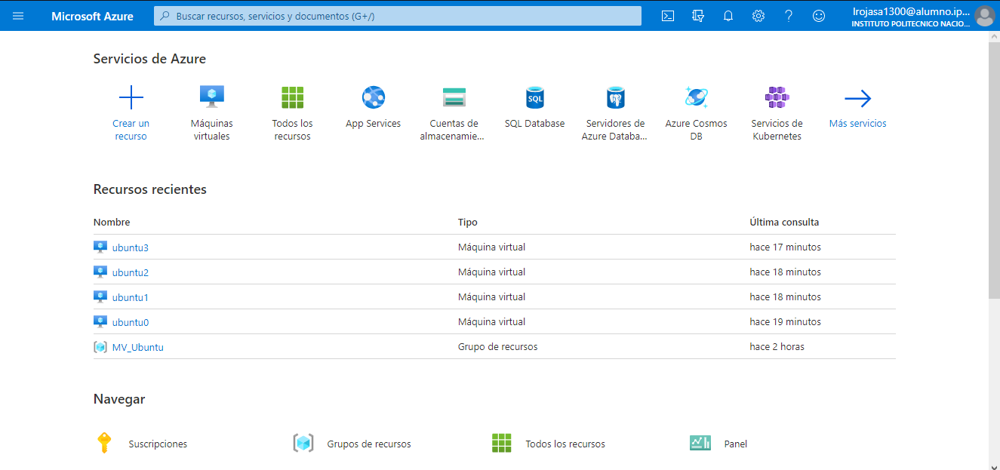 Microsoft Azure
Buscar recursos, servicios y documentos (G+/)
lrojasa1300@alumno.ip...
INSTITUTO POLITECNICO NACIO...
Servicios de Azure
Crear un
recurso
Máquinas
virtuales
Todos los
recursos
App Services
Cuentas de
almacenamie...
SQL
SQL Database
Servidores de
Azure Databa...
Azure Cosmos
DB
Servicios de
Kubernetes
Más servicios
Recursos recientes
Nombre Tipo Última consulta
ubuntu3 Máquina virtual hace 17 minutos
ubuntu2 Máquina virtual hace 18 minutos
ubuntu1 Máquina virtual hace 18 minutos
ubuntu0 Máquina virtual hace 19 minutos
MV_Ubuntu Grupo de recursos hace 2 horas
Navegar
Suscripciones Grupos de recursos Todos los recursos Panel